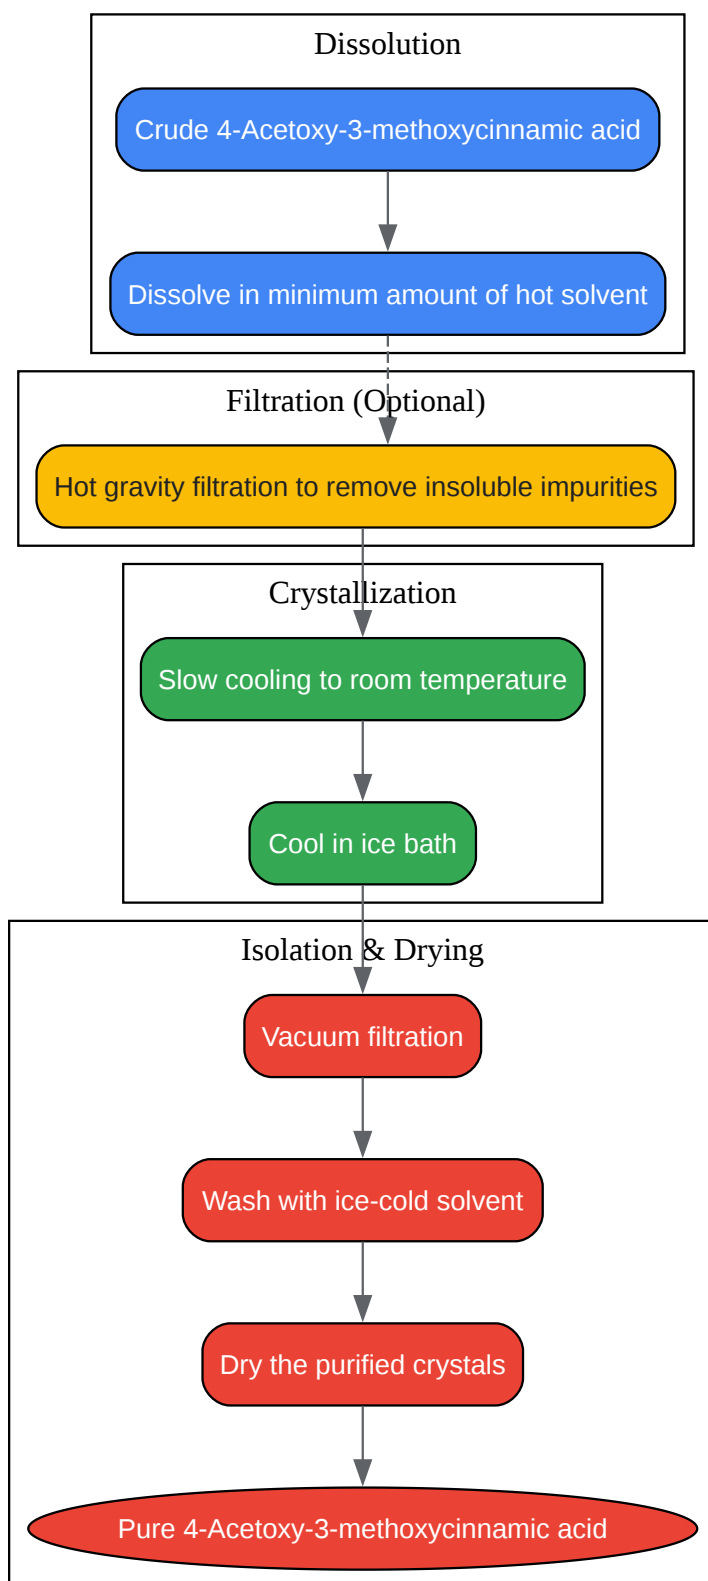 Dissolution
Crude 4-Acetoxy-3-methoxycinnamic acid
Dissolve in minimum amount of hot solvent
Filtration (Optional)
Hot gravity filtration to remove insoluble impurities
Crystallization
Slow cooling to room temperature
Cool in ice bath
Isolation & Drying
Vacuum filtration
Wash with ice-cold solvent
Dry the purified crystals
Pure 4-Acetoxy-3-methoxycinnamic acid